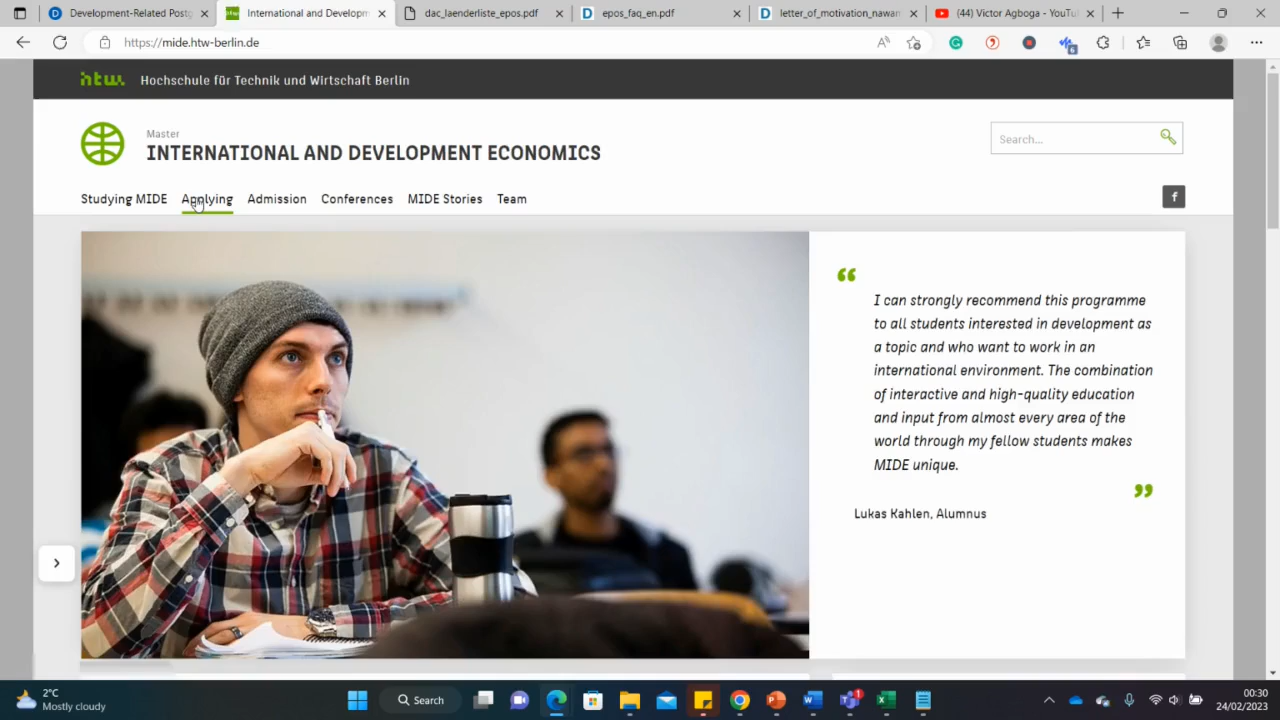 Development-Related Postg
International and Developm
dac_laenderliste_epos.pdf
epos_faq_en.pdf
letter_of_motivation_nawan
(44) Victor Agboga - YouTu
https://mide.htw-berlin.de
6
htw.
Hochschule für Technik und Wirtschaft Berlin
Master
INTERNATIONAL AND DEVELOPMENT ECONOMICS
Search...
Studying MIDE
Applying
Admission
Conferences
MIDE Stories
Team
f
“
I can strongly recommend this programme
to all students interested in development as
a topic and who want to work in an
international environment. The combination
of interactive and high-quality education
and input from almost every area of the
world through my fellow students makes
MIDE unique.
”
Lukas Kahlen, Alumnus
2°C
Mostly cloudy
Search
1
00:30
24/02/2023